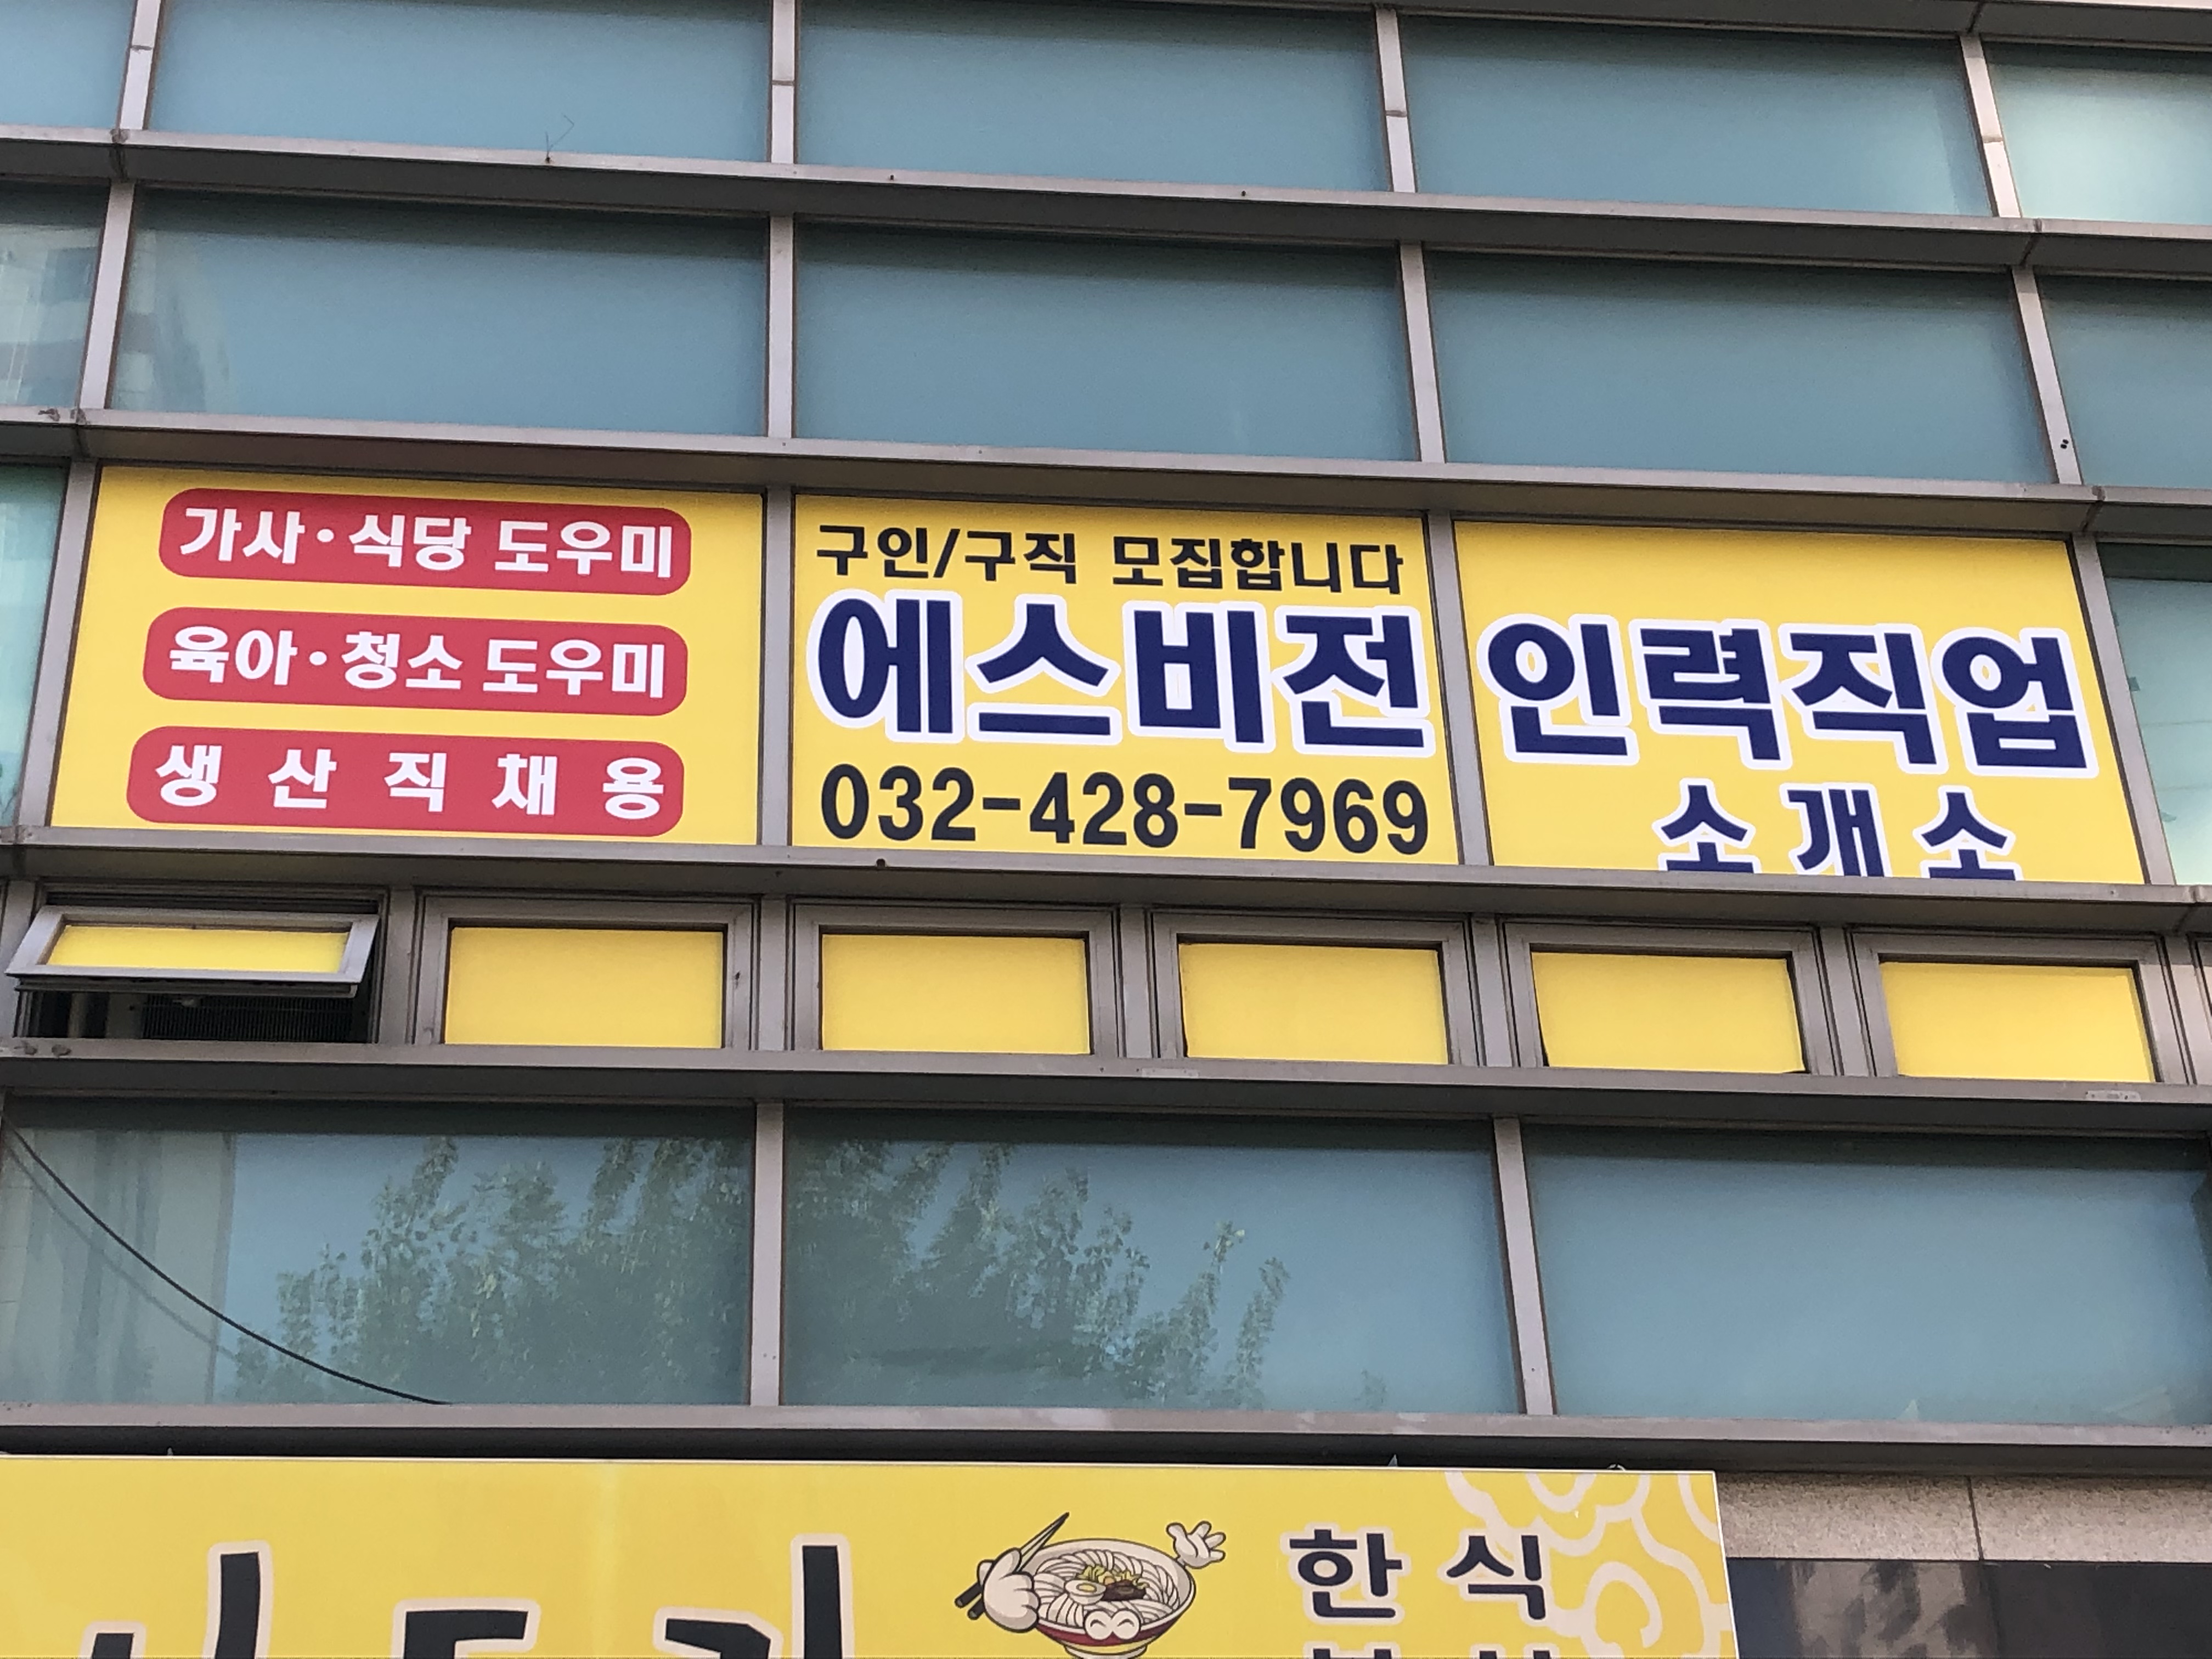 가사·식당 도우미
육아·청소 도우미
생산직채용
구인/구직 모집합니다
에스비전
032-428-7969
인력직업
소개소
한식